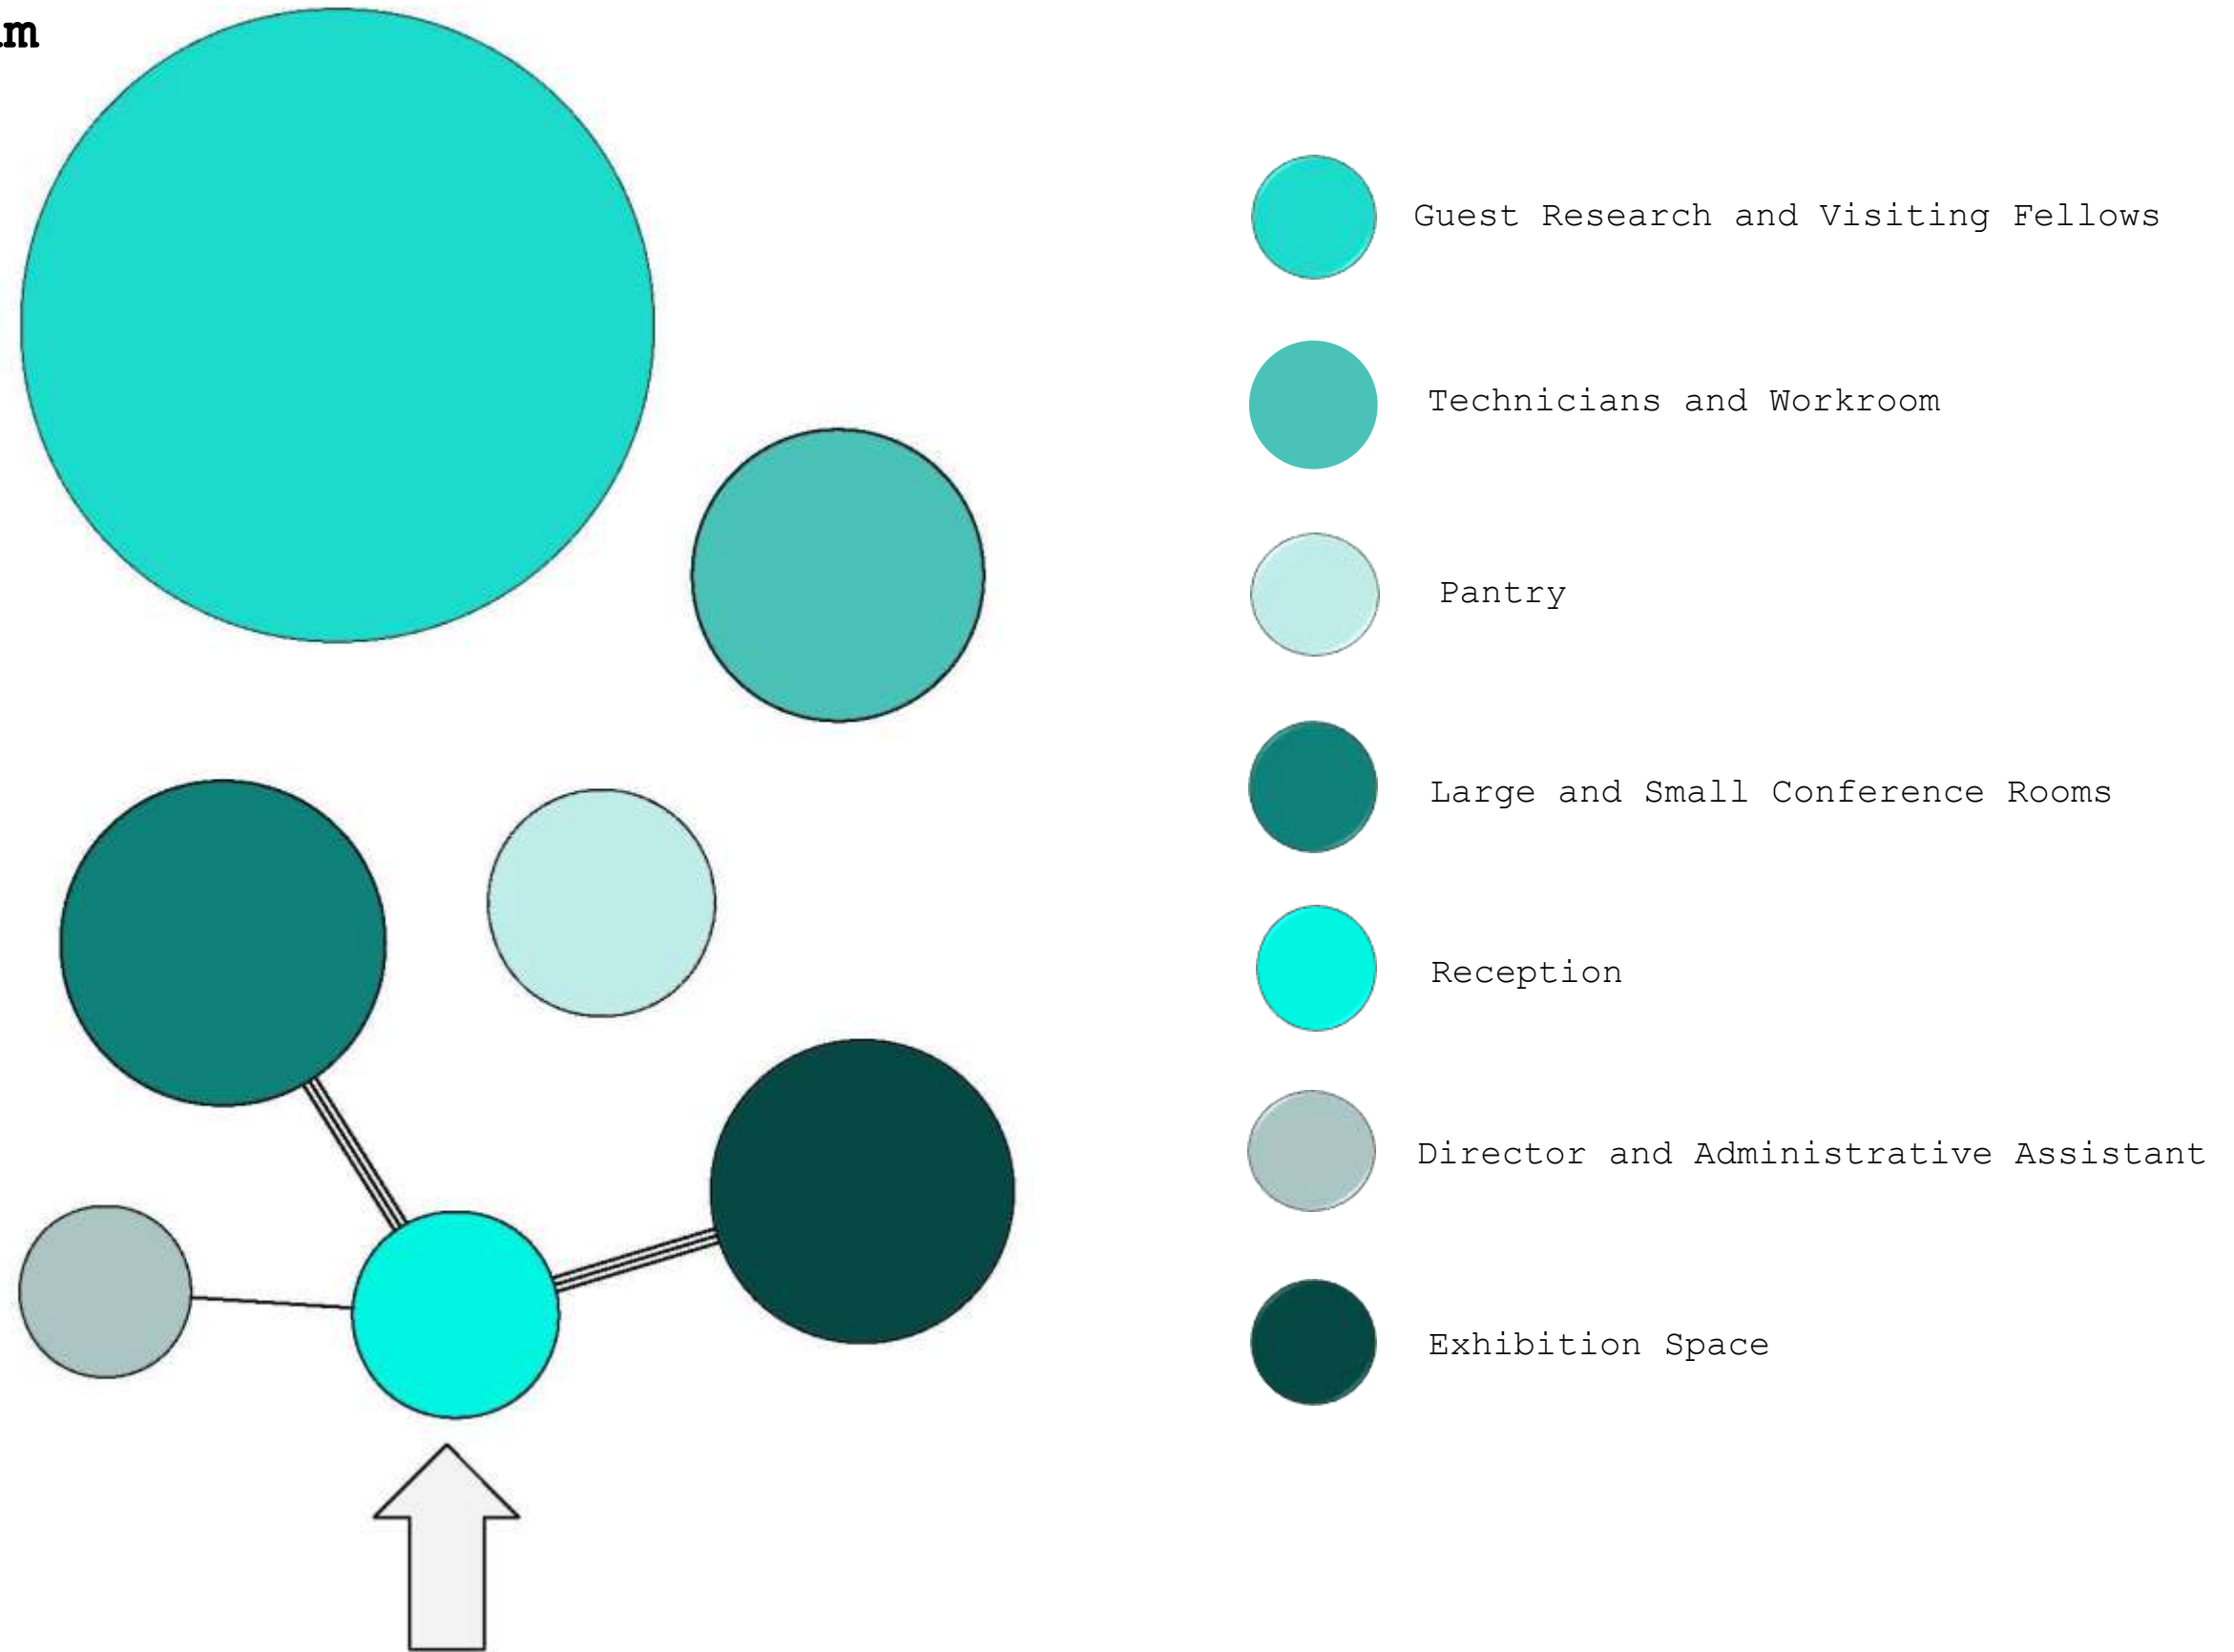 Guest Research and Visiting Fellows
Technicians and Workroom
Pantry
Large and Small Conference Rooms
Reception
Director and Administrative Assistant
Exhibition Space